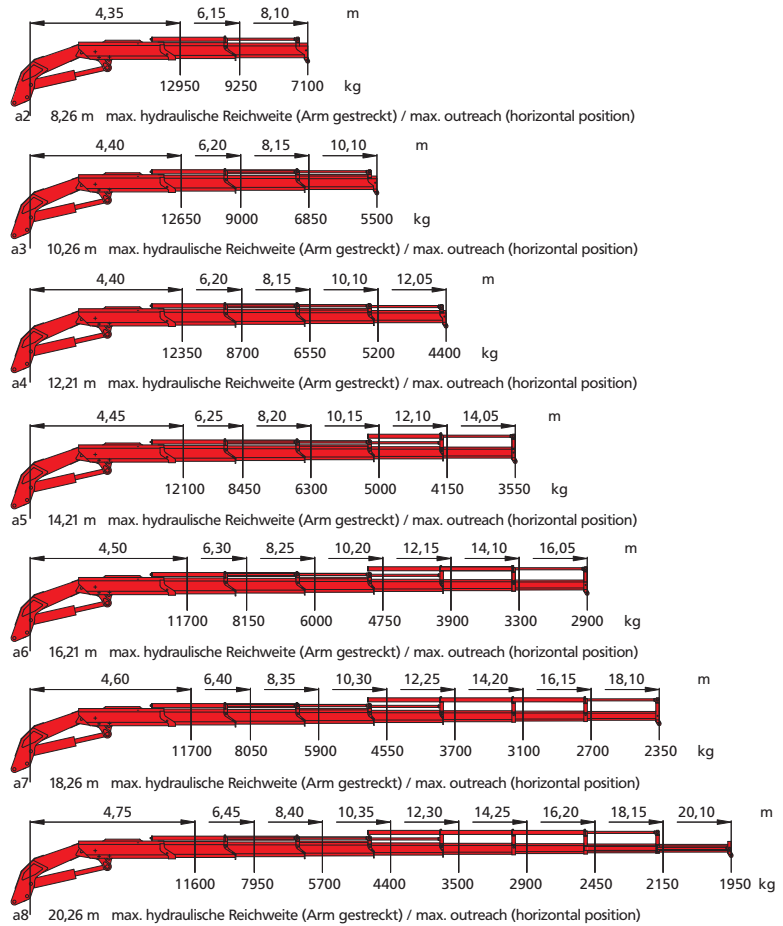 4,35 6,15 8,10 m
12950 9250 7100 kg
a2 8,26 m max. hydraulische Reichweite (Arm gestreckt) / max. outreach (horizontal position)
4,40 6,20 8,15 10,10 m
12650 9000 6850 5500 kg
a3 10,26 m max. hydraulische Reichweite (Arm gestreckt) / max. outreach (horizontal position)
4,40 6,20 8,15 10,10 12,05 m
12350 8700 6550 5200 4400 kg
a4 12,21 m max. hydraulische Reichweite (Arm gestreckt) / max. outreach (horizontal position)
4,45 6,25 8,20 10,15 12,10 14,05 m
12100 8450 6300 5000 4150 3550 kg
a5 14,21 m max. hydraulische Reichweite (Arm gestreckt) / max. outreach (horizontal position)
4,50 6,30 8,25 10,20 12,15 14,10 16,05 m
11700 8150 6000 4750 3900 3300 2900 kg
a6 16,21 m max. hydraulische Reichweite (Arm gestreckt) / max. outreach (horizontal position)
4,60 6,40 8,35 10,30 12,25 14,20 16,15 18,10 m
11700 8050 5900 4550 3700 3100 2700 2350 kg
a7 18,26 m max. hydraulische Reichweite (Arm gestreckt) / max. outreach (horizontal position)
4,75 6,45 8,40 10,35 12,30 14,25 16,20 18,15 20,10 m
11600 7950 5700 4400 3500 2900 2450 2150 1950 kg
a8 20,26 m max. hydraulische Reichweite (Arm gestreckt) / max. outreach (horizontal position)